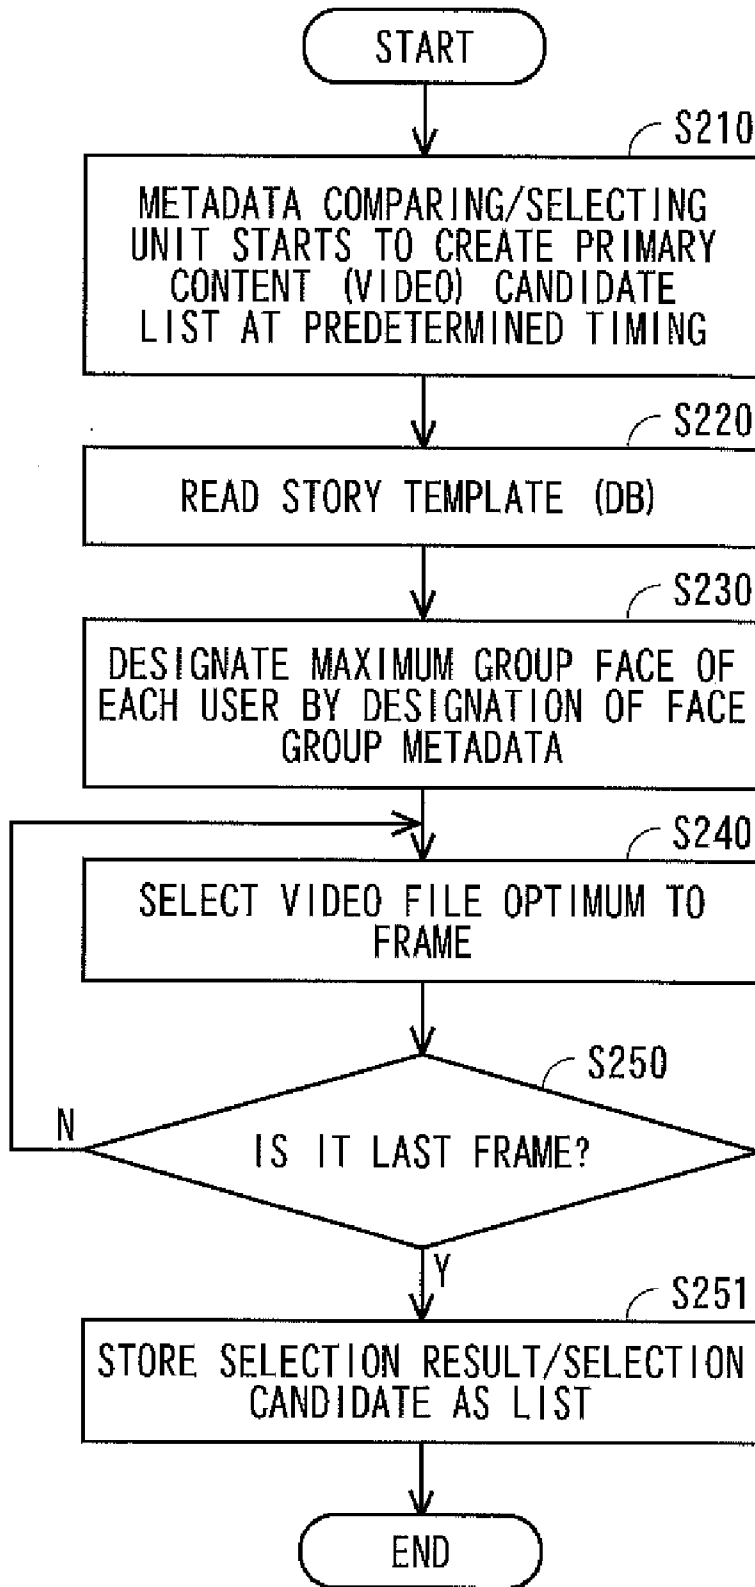 START
S210
METADATA COMPARING/SELECTING
UNIT STARTS TO CREATE PRIMARY
CONTENT (VIDEO) CANDIDATE
LIST AT PREDETERMINED TIMING
S220
READ STORY TEMPLATE (DB)
S230
DESIGNATE MAXIMUM GROUP FACE OF
EACH USER BY DESIGNATION OF FACE
GROUP METADATA
S240
SELECT VIDEO FILE OPTIMUM TO
FRAME
S250
N
IS IT LAST FRAME?
Y
S251
STORE SELECTION RESULT/SELECTION
CANDIDATE AS LIST
END